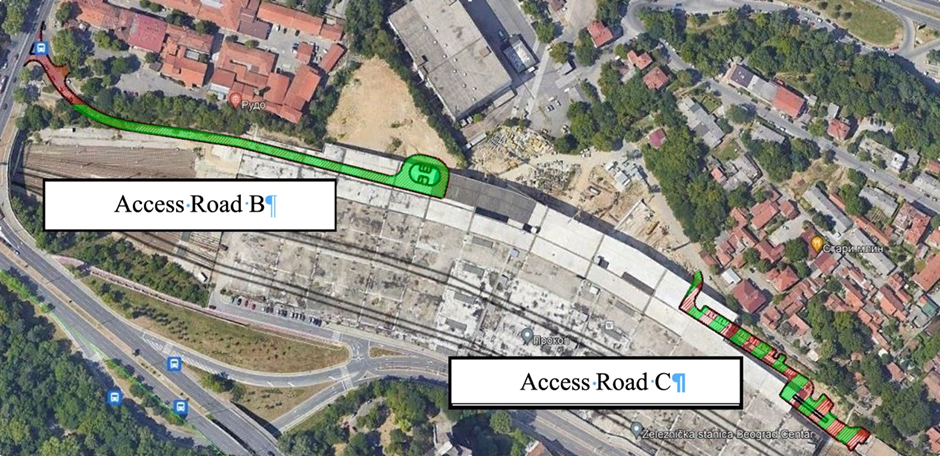 Рудо
Access Road B¶
Стари млин
Прокоп
Access Road C¶
Železnička stanica Beograd Centar